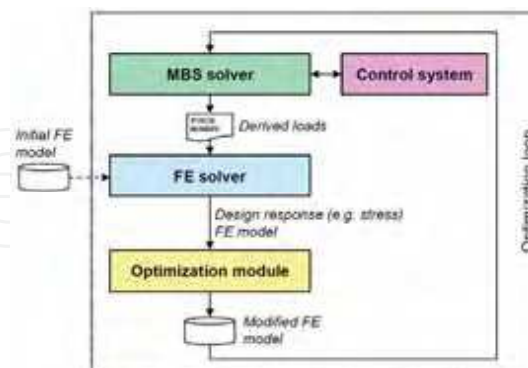 MBS solver
Control system
Derived loads
Initial FE
model
FE solver
Design response (e.g. stress)
FE model
Optimization module
Modified FE
model
Optimization loop